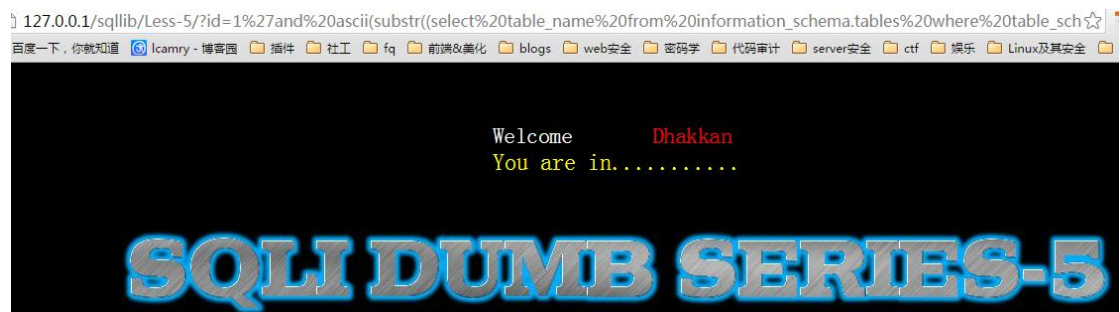 127.0.0.1/sqllib/Less-5/?id=1%27and%20ascii(substr((select%20table_name%20from%20information_schema.tables%20where%20table_sch
百度一下，你就知道 lcamry - 博客园 插件 社工 fq 前端&美化 blogs web安全 密码学 代码审计 server安全 ctf 娱乐 Linux及其安全
Welcome Dhakkan
You are in...........
SQLI DUMB SERIES-5